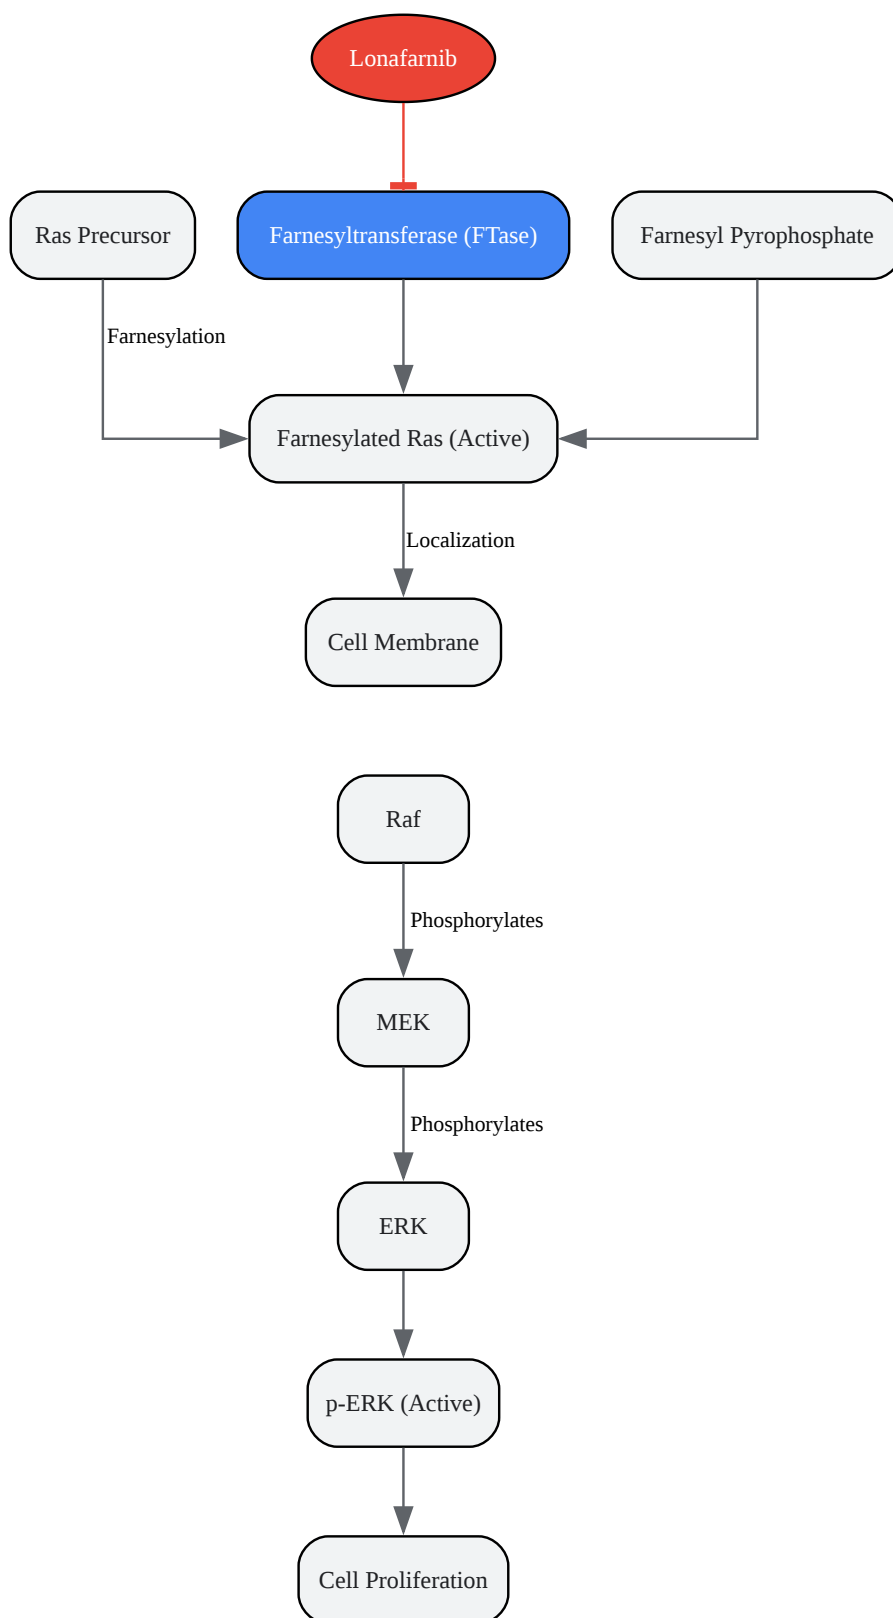 Lonafarnib
Ras Precursor
Farnesyltransferase (FTase)
Farnesyl Pyrophosphate
Farnesylation
Farnesylated Ras (Active)
Localization
Cell Membrane
Raf
Phosphorylates
MEK
Phosphorylates
ERK
p-ERK (Active)
Cell Proliferation